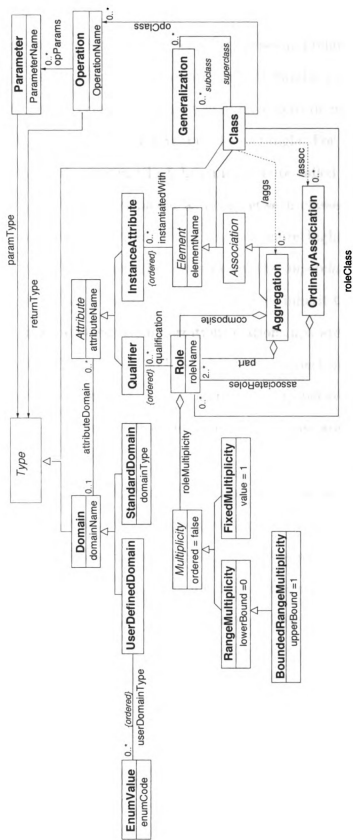 Parameter
ParameterName
0..*
opParams
Operation
OperationName
0..*
opClass
paramType
returnType
Type
Generalization
0..*
subclass
0..*
superclass
Class
/aggs
/assoc
0..*
0..*
roleClass
Attribute
attributeName
0..*
attributeDomain
0..1
Domain
domainName
StandardDomain
domainType
UserDefinedDomain
(ordered)
0..*
userDomainType
EnumValue
enumCode
InstanceAttribute
(ordered)
0..*
instantiatedWith
Qualifier
(ordered)
0..*
qualification
Element
elementName
Association
OrdinaryAssociation
Aggregation
composite
part
2..*
associateRoles
0..*
Role
roleName
roleMultiplicity
Multiplicity
ordered = false
FixedMultiplicity
value = 1
RangeMultiplicity
lowerBound =0
BoundedRangeMultiplicity
upperBound =1